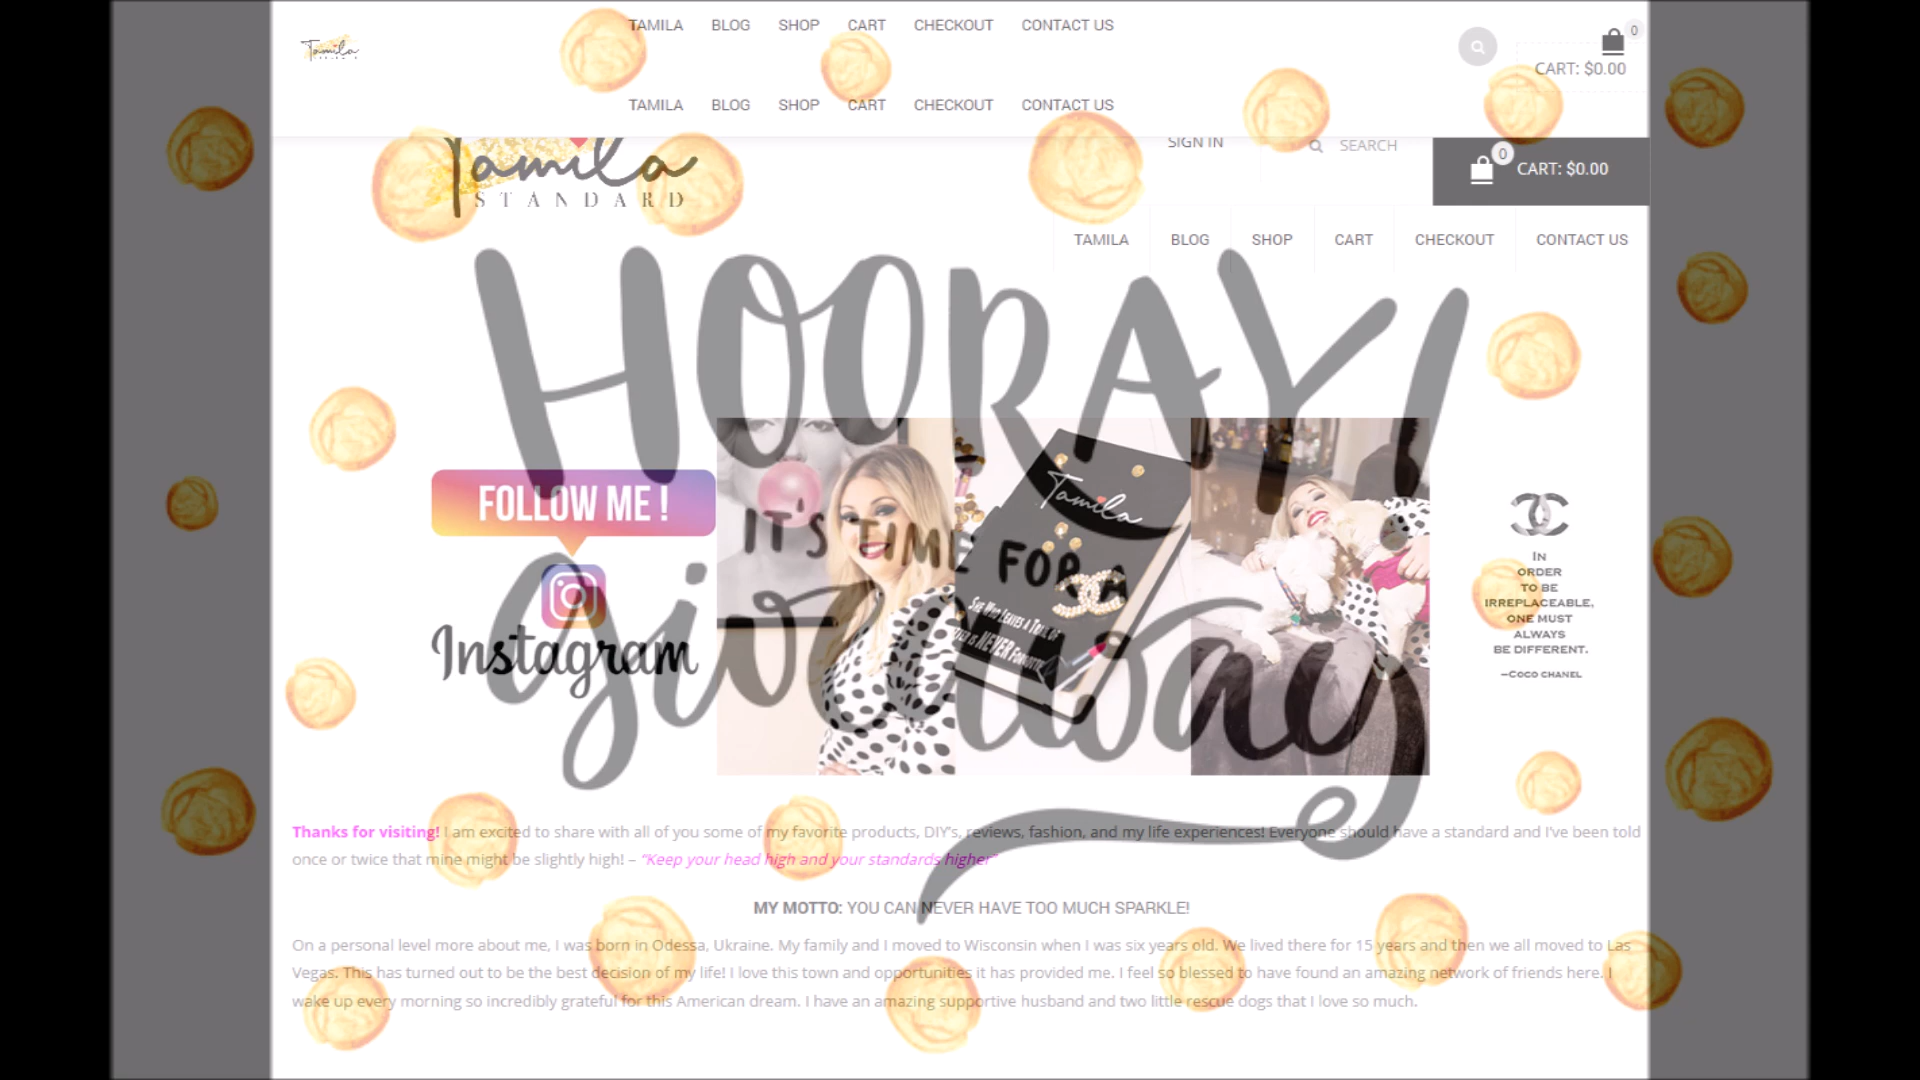 TAMILA BLOG SHOP CART CHECKOUT CONTACT US
0
Tamila
CART: $0.00
TAMILA BLOG SHOP CART CHECKOUT CONTACT US
SIGN IN
SEARCH
0
CART: $0.00
Tamila
STANDARD
TAMILA BLOG SHOP CART CHECKOUT CONTACT US
HOORAY!
IT'S TIME FOR A
giveaway
FOLLOW ME !
Instagram
Tamila
SHE WHO LEAVES A TRAIL OF
IS NEVER FORGOTTEN
IN
ORDER
TO BE
IRREPLACEABLE,
ONE MUST
ALWAYS
BE DIFFERENT.
—COCO CHANEL
Thanks for visiting! I am excited to share with all of you some of my favorite products, DIY's, reviews, fashion, and my life experiences! Everyone should have a standard and I've been told
once or twice that mine might be slightly high! – “Keep your head high and your standards higher”
MY MOTTO: YOU CAN NEVER HAVE TOO MUCH SPARKLE!
On a personal level more about me, I was born in Odessa, Ukraine. My family and I moved to Wisconsin when I was six years old. We lived there for 15 years and then we all moved to Las
Vegas. This has turned out to be the best decision of my life! I love this town and opportunities it has provided me. I feel so blessed to have found an amazing network of friends here. I
wake up every morning so incredibly grateful for this American dream. I have an amazing supportive husband and two little rescue dogs that I love so much.